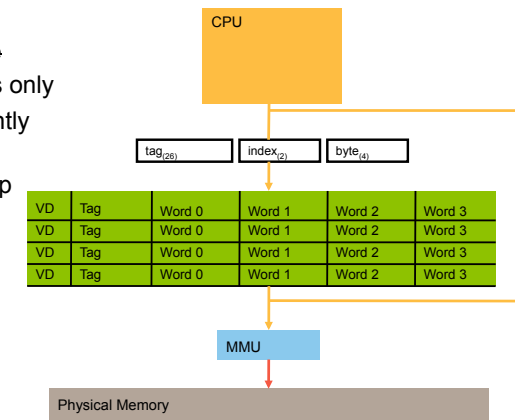 CPU
only
ntly
tag(26) index(2) byte(4)
VD Tag Word 0 Word 1 Word 2 Word 3
VD Tag Word 0 Word 1 Word 2 Word 3
VD Tag Word 0 Word 1 Word 2 Word 3
VD Tag Word 0 Word 1 Word 2 Word 3
MMU
Physical Memory